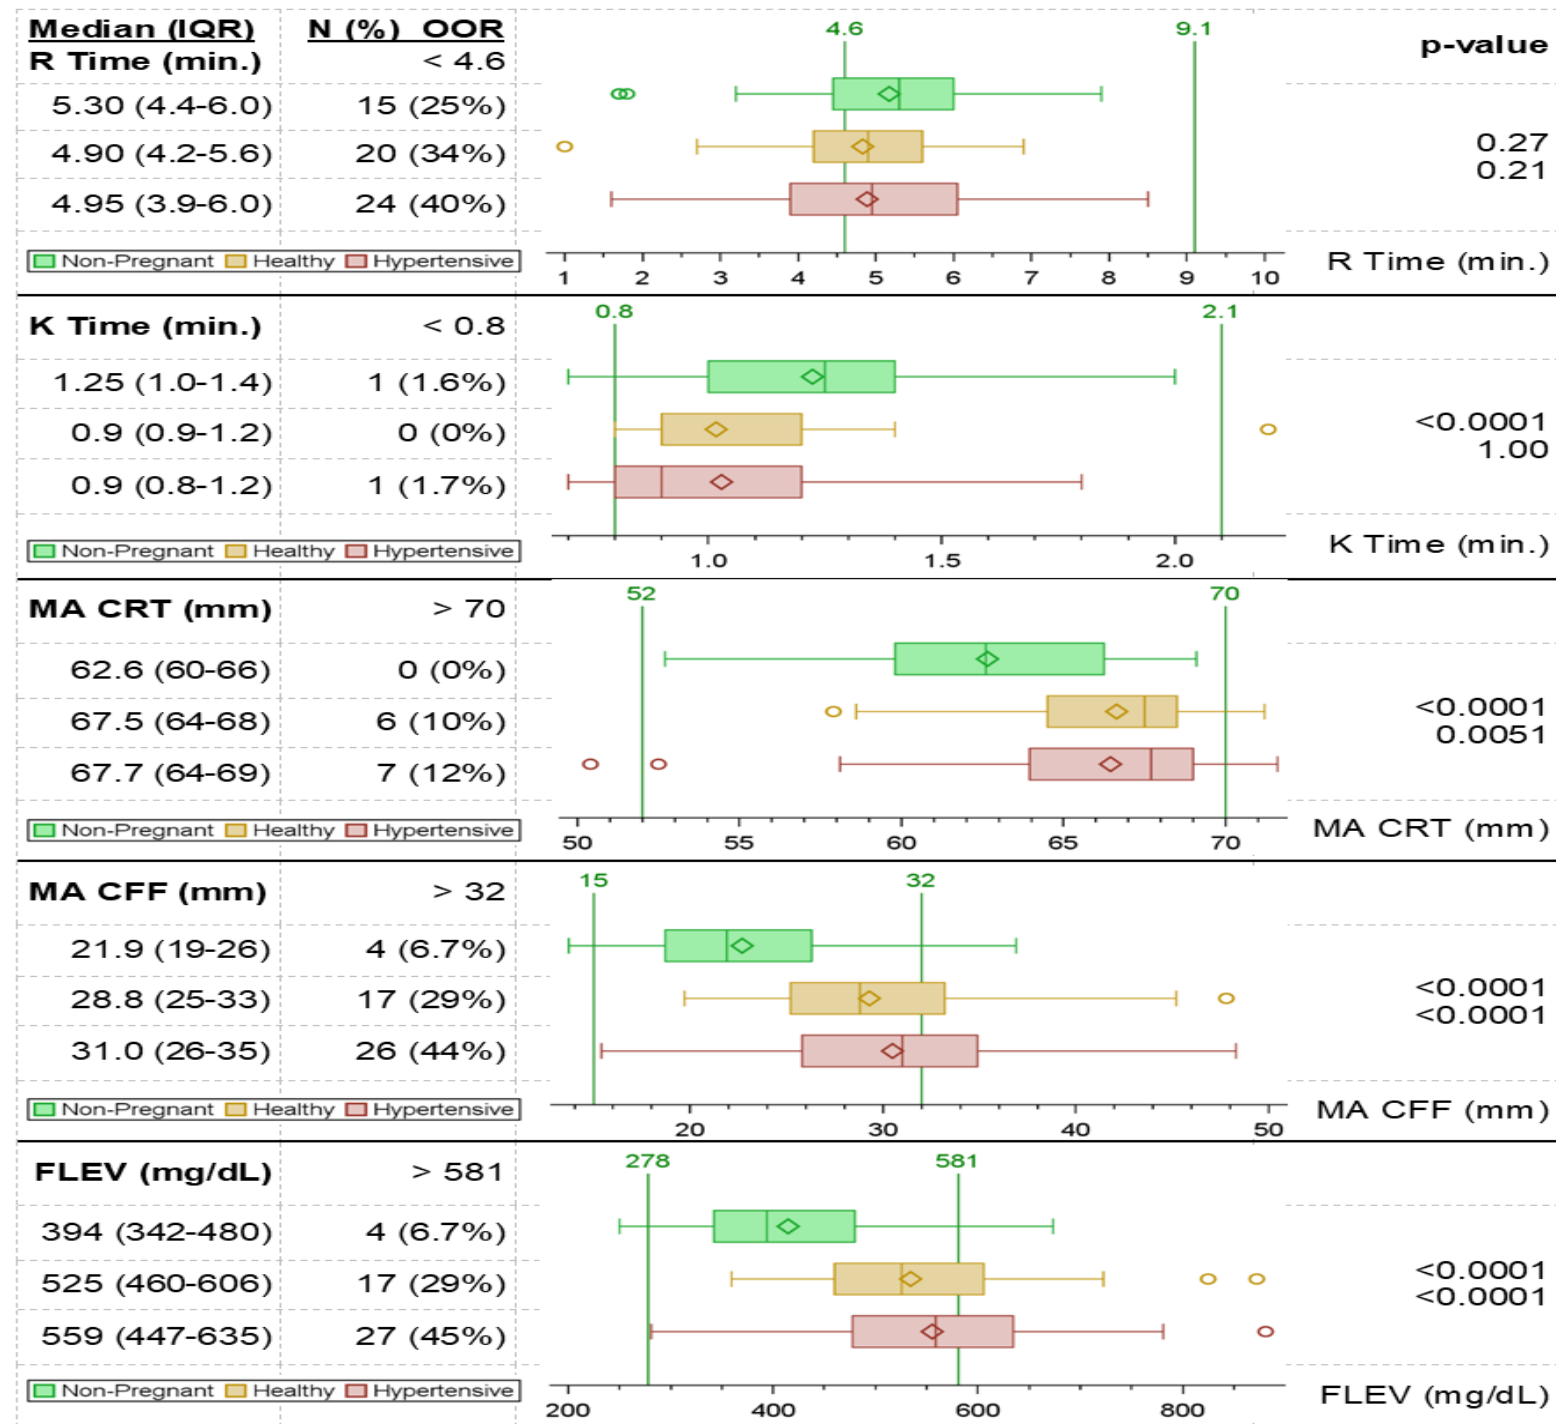 Median (IQR) N (%) OOR
R Time (min.) < 4.6
4.6 9.1
p-value
5.30 (4.4-6.0) 15 (25%)
4.90 (4.2-5.6) 20 (34%)
4.95 (3.9-6.0) 24 (40%)
0.27
0.21
Non-Pregnant Healthy Hypertensive
1 2 3 4 5 6 7 8 9 10
R Time (min.)
K Time (min.) < 0.8
0.8 2.1
1.25 (1.0-1.4) 1 (1.6%)
0.9 (0.9-1.2) 0 (0%)
0.9 (0.8-1.2) 1 (1.7%)
<0.0001
1.00
Non-Pregnant Healthy Hypertensive
1.0 1.5 2.0
K Time (min.)
MA CRT (mm) > 70
52 70
62.6 (60-66) 0 (0%)
67.5 (64-68) 6 (10%)
67.7 (64-69) 7 (12%)
<0.0001
0.0051
Non-Pregnant Healthy Hypertensive
50 55 60 65 70
MA CRT (mm)
MA CFF (mm) > 32
15 32
21.9 (19-26) 4 (6.7%)
28.8 (25-33) 17 (29%)
31.0 (26-35) 26 (44%)
<0.0001
<0.0001
Non-Pregnant Healthy Hypertensive
20 30 40 50
MA CFF (mm)
FLEV (mg/dL) > 581
278 581
394 (342-480) 4 (6.7%)
525 (460-606) 17 (29%)
559 (447-635) 27 (45%)
<0.0001
<0.0001
Non-Pregnant Healthy Hypertensive
200 400 600 800
FLEV (mg/dL)